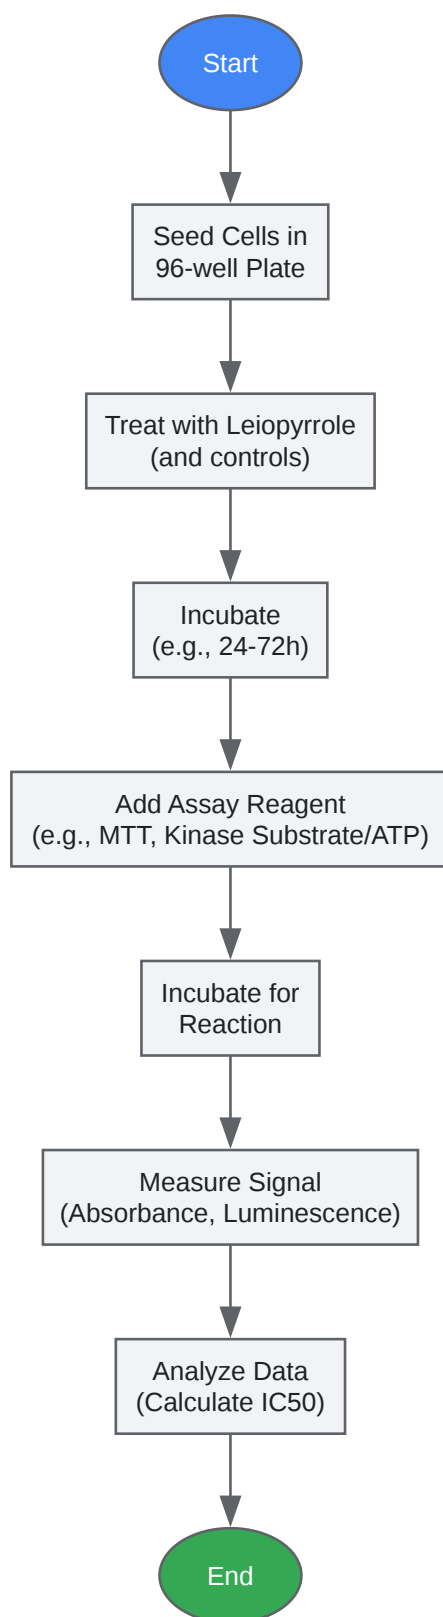 Start
Seed Cells in
96-well Plate
Treat with Leiopyrrole
(and controls)
Incubate
(e.g., 24-72h)
Add Assay Reagent
(e.g., MTT, Kinase Substrate/ATP)
Incubate for
Reaction
Measure Signal
(Absorbance, Luminescence)
Analyze Data
(Calculate IC50)
End